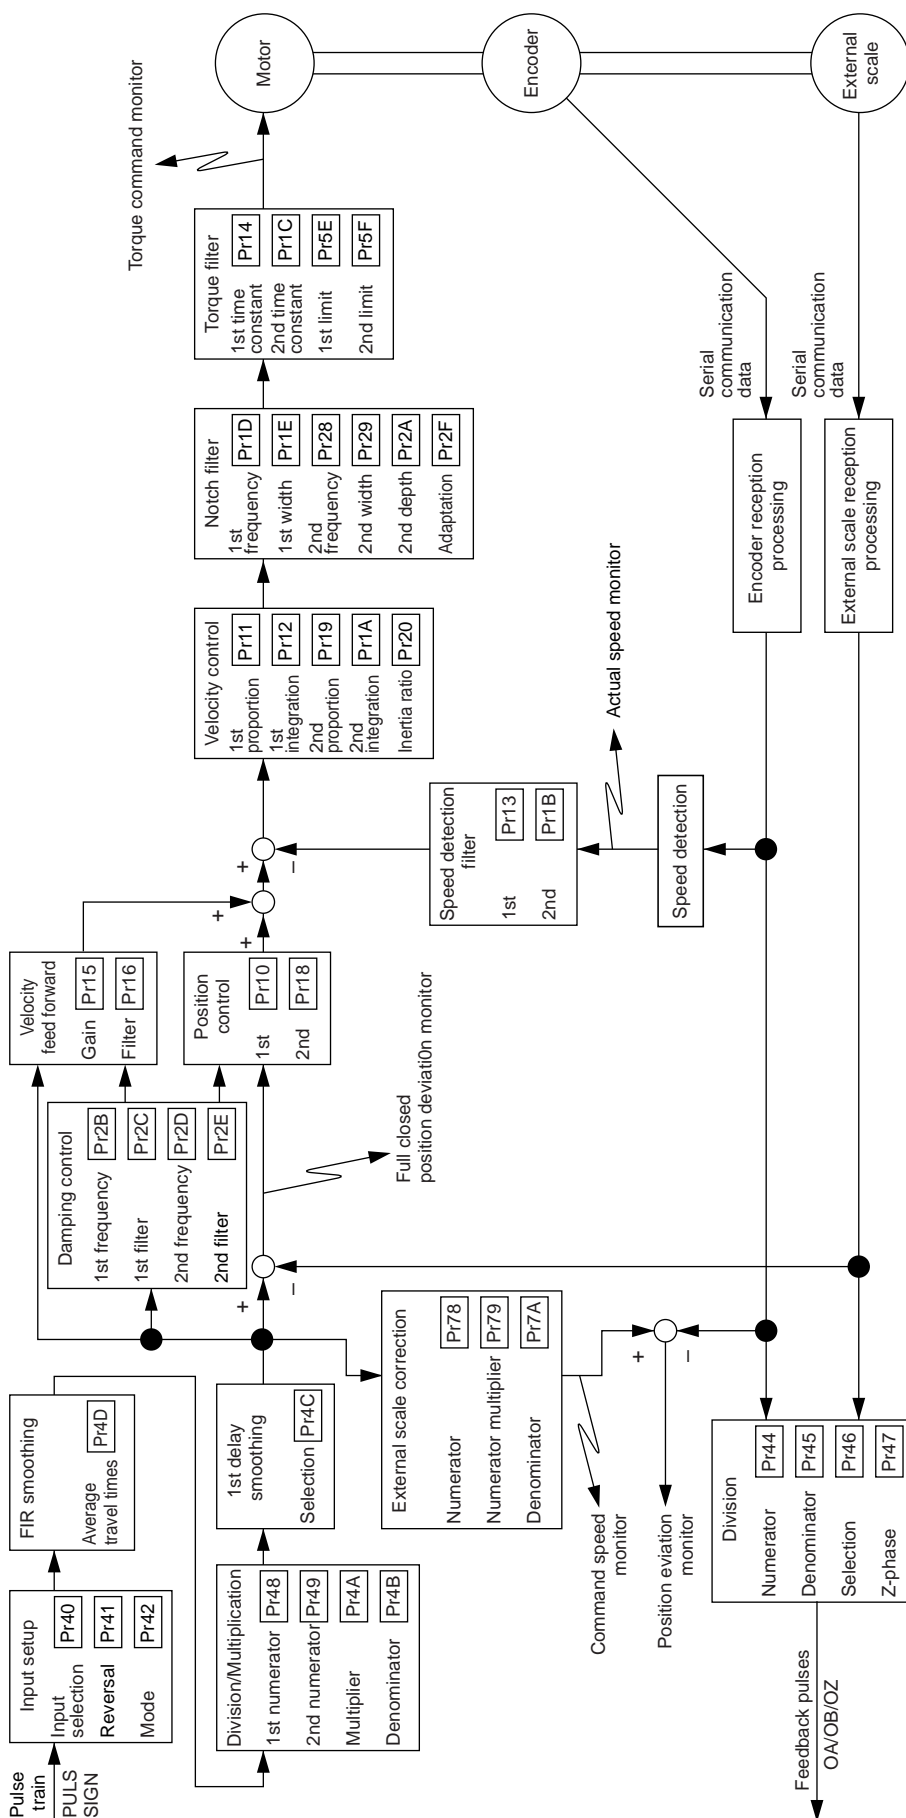 Pulse
train
PULS
SIGN
Input setup
Input
selection
Pr40
Reversal
Pr41
Mode
Pr42
FIR smoothing
Average
travel times
Pr4D
Division/Multiplication
1st numerator
Pr48
2nd numerator
Pr49
Multiplier
Pr4A
Denominator
Pr4B
1st delay
smoothing
Selection
Pr4C
Damping control
1st frequency
Pr2B
1st filter
Pr2C
2nd frequency
Pr2D
2nd filter
Pr2E
Velocity
feed forward
Gain
Pr15
Filter
Pr16
+
−
Position
control
1st
Pr10
2nd
Pr18
Full closed
position deviati0n monitor
+
+
+
−
Velocity control
1st
proportion
Pr11
1st
integration
Pr12
2nd
proportion
Pr19
2nd
integration
Pr1A
Inertia ratio
Pr20
Notch filter
1st
frequency
Pr1D
1st width
Pr1E
2nd
frequency
Pr28
2nd width
Pr29
2nd depth
Pr2A
Adaptation
Pr2F
Torque filter
1st time
constant
Pr14
2nd time
constant
Pr1C
1st limit
Pr5E
2nd limit
Pr5F
Torque command monitor
Motor
Encoder
External
scale
External scale correction
Numerator
Pr78
Numerator multiplier
Pr79
Denominator
Pr7A
Speed detection
filter
1st
Pr13
2nd
Pr1B
Actual speed monitor
Speed detection
Serial
communication
data
Serial
communication
data
Encoder reception
processing
External scale reception
processing
+
−
Command speed
monitor
Position eviation
monitor
Division
Numerator
Pr44
Denominator
Pr45
Selection
Pr46
Z-phase
Pr47
Feedback pulses
OA/OB/OZ